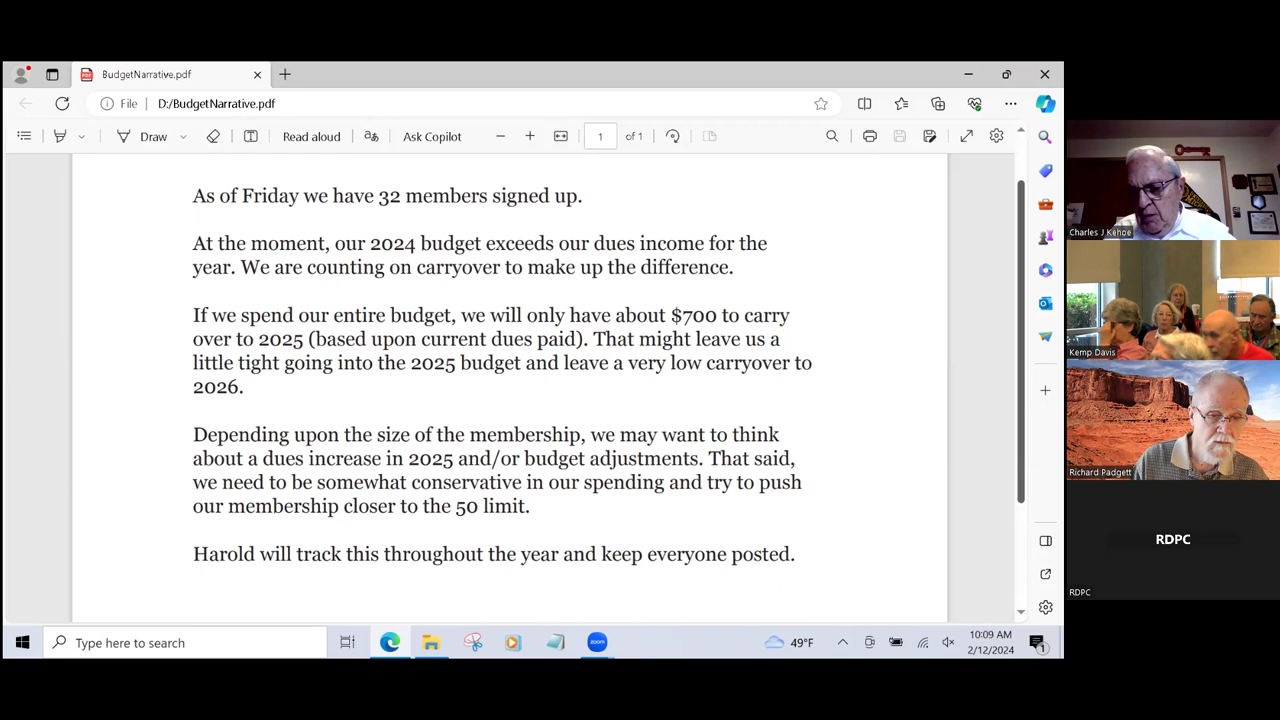 BudgetNarrative.pdf
File D:/BudgetNarrative.pdf
Draw
Read aloud
Ask Copilot
1 of 1
As of Friday we have 32 members signed up.
At the moment, our 2024 budget exceeds our dues income for the
year. We are counting on carryover to make up the difference.
If we spend our entire budget, we will only have about $700 to carry
over to 2025 (based upon current dues paid). That might leave us a
little tight going into the 2025 budget and leave a very low carryover to
2026.
Depending upon the size of the membership, we may want to think
about a dues increase in 2025 and/or budget adjustments. That said,
we need to be somewhat conservative in our spending and try to push
our membership closer to the 50 limit.
Harold will track this throughout the year and keep everyone posted.
Type here to search
zoom
49°F
10:09 AM
2/12/2024
1
Charles J Kehoe
Kemp Davis
Richard Padgett
RDPC
RDPC